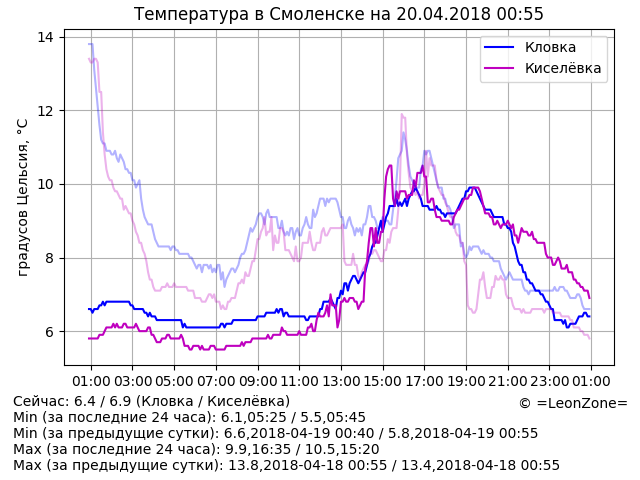 Температура в Смоленске на 20.04.2018 00:55
Кловка
Киселёвка
градусов Цельсия, °C
14
12
10
8
6
01:00 03:00 05:00 07:00 09:00 11:00 13:00 15:00 17:00 19:00 21:00 23:00 01:00
Сейчас: 6.4 / 6.9 (Кловка / Киселёвка)
© =LeonZone=
Min (за последние 24 часа): 6.1,05:25 / 5.5,05:45
Min (за предыдущие сутки): 6.6,2018-04-19 00:40 / 5.8,2018-04-19 00:55
Max (за последние 24 часа): 9.9,16:35 / 10.5,15:20
Max (за предыдущие сутки): 13.8,2018-04-18 00:55 / 13.4,2018-04-18 00:55